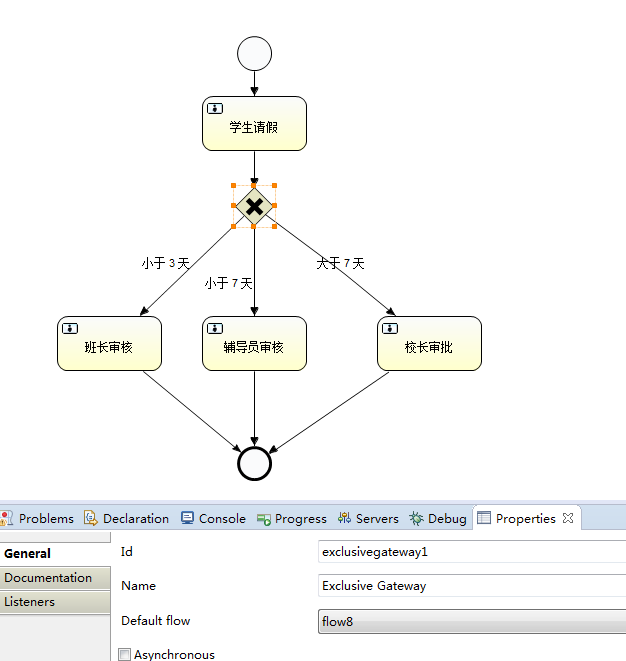 学生请假
小于 3 天
小于 7 天
大于 7 天
班长审核
辅导员审核
校长审批
Problems Declaration Console Progress Servers Debug Properties
General
Documentation
Listeners
Id exclusivegateway1
Name Exclusive Gateway
Default flow flow8
Asynchronous